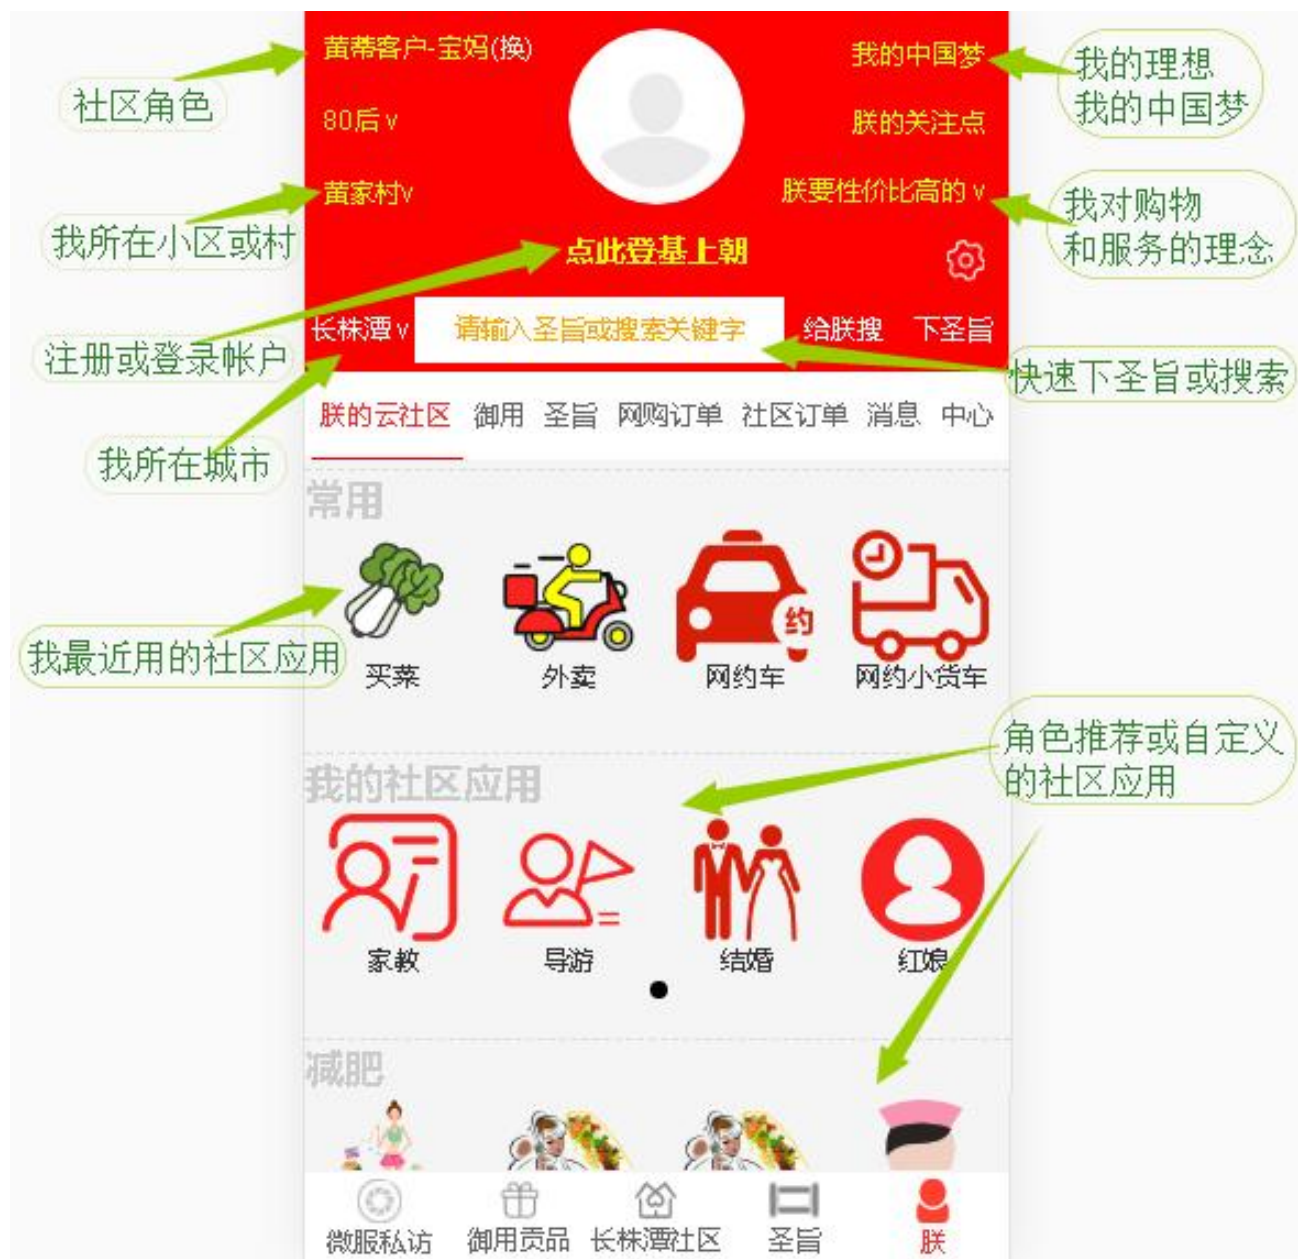 黄蒂客户-宝妈(换)
我的中国梦
我的理想
我的中国梦
社区角色
80后∨
朕的关注点
黄家村∨
朕要性价比高的∨
我对购物
和服务的理念
我所在小区或村
点此登基上朝
长株潭∨
请输入圣旨或搜索关键字
给朕搜
下圣旨
注册或登录帐户
快速下圣旨或搜索
朕的云社区
御用
圣旨
网购订单
社区订单
消息
中心
我所在城市
常用
我最近用的社区应用
买菜
外卖
约
网约车
网约小货车
角色推荐或自定义
的社区应用
我的社区应用
家教
导游
结婚
红娘
减肥
微服私访
御用贡品
长株潭社区
圣旨
朕